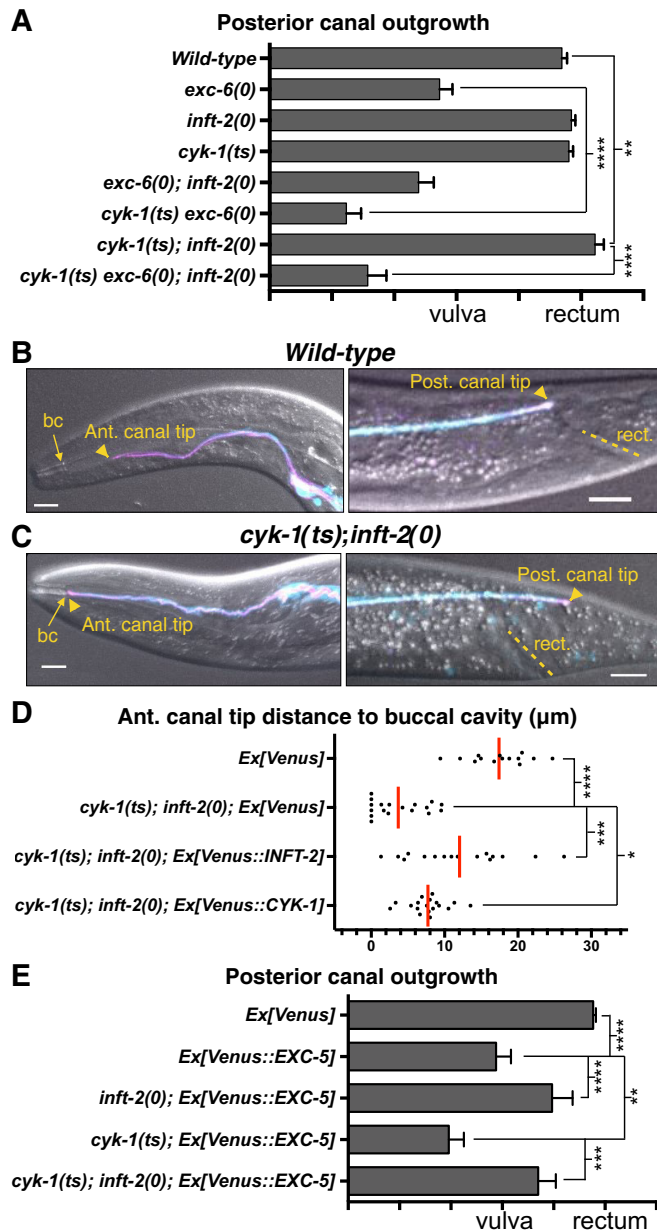 A
Posterior canal outgrowth
Wild-type
exc-6(0)
inft-2(0)
cyk-1(ts)
exc-6(0); inft-2(0)
cyk-1(ts) exc-6(0)
cyk-1(ts); inft-2(0)
cyk-1(ts) exc-6(0); inft-2(0)
****
**
****
vulva rectum
B
Wild-type
bc
Ant. canal tip
Post. canal tip
rect.
C
cyk-1(ts);inft-2(0)
bc
Ant. canal tip
Post. canal tip
rect.
D
Ant. canal tip distance to buccal cavity (µm)
Ex[Venus]
cyk-1(ts); inft-2(0); Ex[Venus]
cyk-1(ts); inft-2(0); Ex[Venus::INFT-2]
cyk-1(ts); inft-2(0); Ex[Venus::CYK-1]
****
***
*
0 10 20 30
E
Posterior canal outgrowth
Ex[Venus]
Ex[Venus::EXC-5]
inft-2(0); Ex[Venus::EXC-5]
cyk-1(ts); Ex[Venus::EXC-5]
cyk-1(ts); inft-2(0); Ex[Venus::EXC-5]
****
****
**
***
vulva rectum